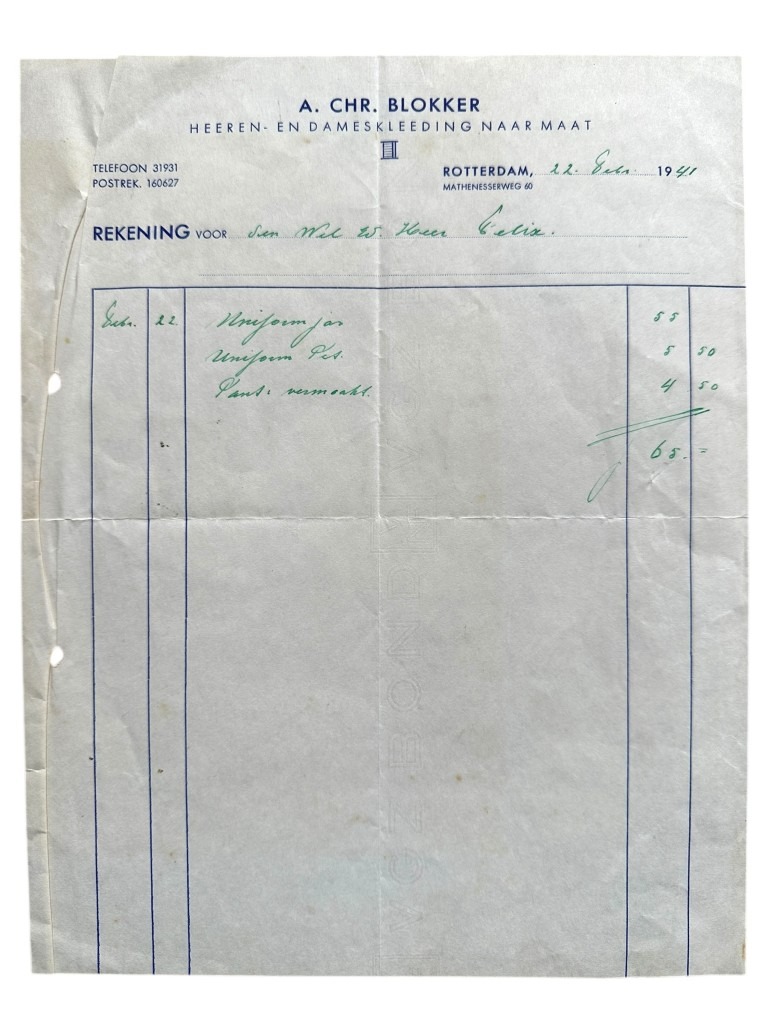 A. CHR. BLOKKER
HEEREN- EN DAMESKLEEDING NAAR MAAT
TELEFOON 31931
POSTREK. 160627
ROTTERDAM, 22. Febr. 1941
MATHENESSERWEG 60
REKENING VOOR den Wel Ed. Heer Felix.
Febr. 22 Uniform jas 55
Uniform Pet. 5 50
Pant. vermaakt. 4 50
65.=